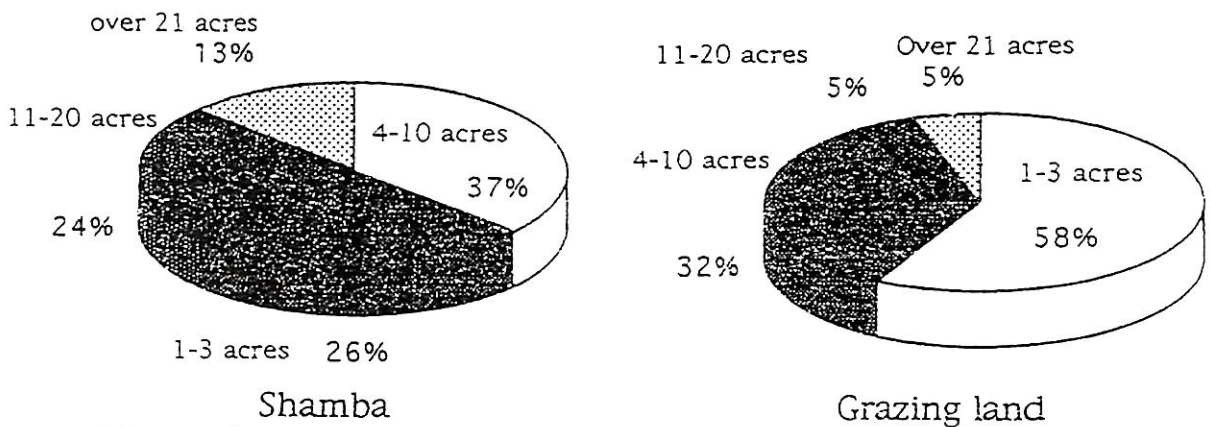 over 21 acres
13%
11-20 acres
4-10 acres
37%
24%
1-3 acres 26%
Shamba
11-20 acres
5%
Over 21 acres
5%
4-10 acres
1-3 acres
58%
32%
Grazing land